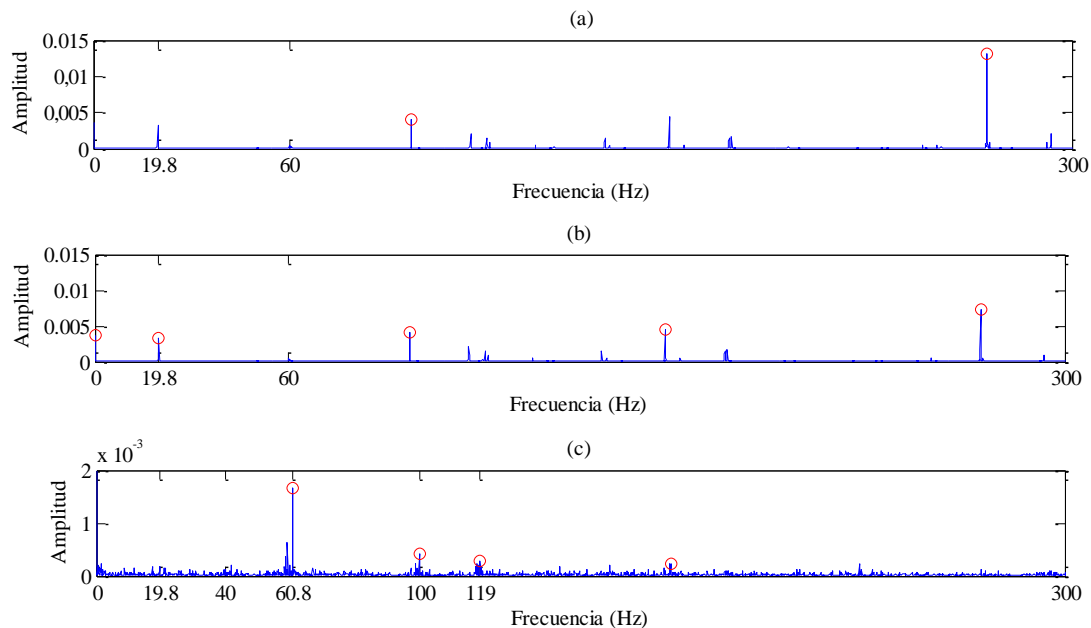 (a)
0.015
0.01
0,005
0
Amplitud
0 19.8 60 300
Frecuencia (Hz)
(b)
0.015
0.01
0.005
0
Amplitud
0 19.8 60 300
Frecuencia (Hz)
(c)
x 10^-3
2
1
0
Amplitud
0 19.8 40 60.8 100 119 300
Frecuencia (Hz)